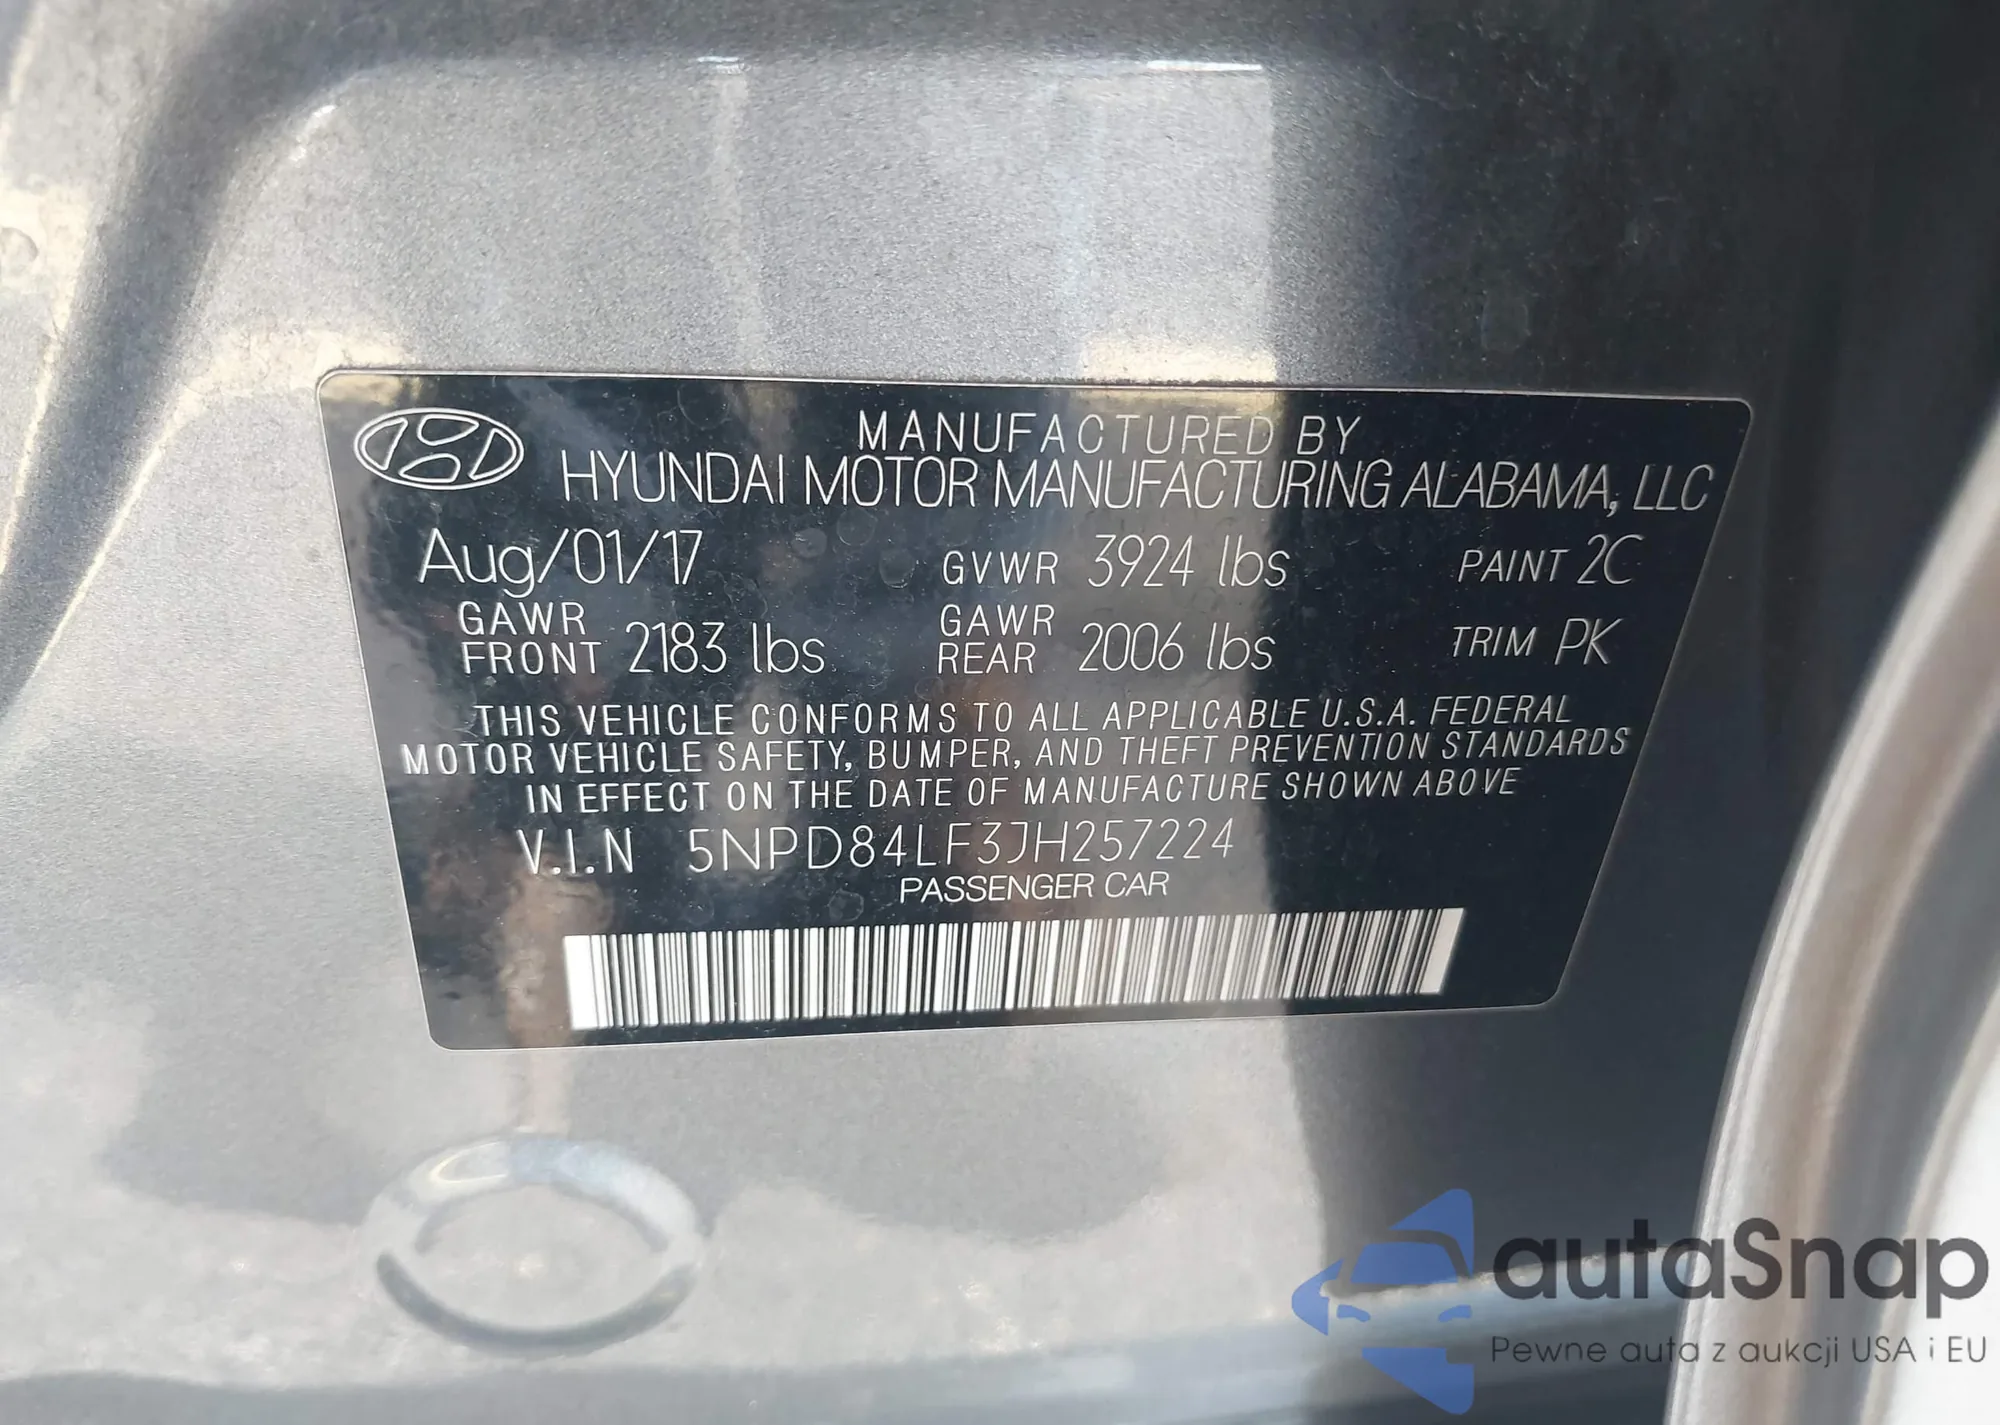 MANUFACTURED BY
HYUNDAI MOTOR MANUFACTURING ALABAMA, LLC
Aug/01/17 GVWR 3924 lbs PAINT 2C
GAWR FRONT 2183 lbs GAWR REAR 2006 lbs TRIM PK
THIS VEHICLE CONFORMS TO ALL APPLICABLE U.S.A. FEDERAL
MOTOR VEHICLE SAFETY, BUMPER, AND THEFT PREVENTION STANDARDS
IN EFFECT ON THE DATE OF MANUFACTURE SHOWN ABOVE
V.I.N 5NPD84LF3JH257224
PASSENGER CAR
autaSnap
Pewne auta z aukcji USA i EU